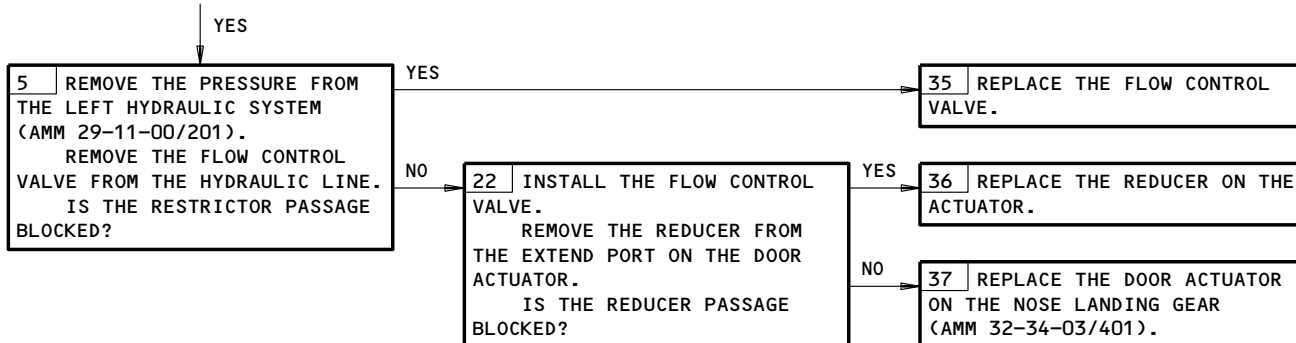 YES
5 REMOVE THE PRESSURE FROM
THE LEFT HYDRAULIC SYSTEM
(AMM 29-11-00/201).
REMOVE THE FLOW CONTROL
VALVE FROM THE HYDRAULIC LINE.
IS THE RESTRICTOR PASSAGE
BLOCKED?
YES
35 REPLACE THE FLOW CONTROL
VALVE.
NO
22 INSTALL THE FLOW CONTROL
VALVE.
REMOVE THE REDUCER FROM
THE EXTEND PORT ON THE DOOR
ACTUATOR.
IS THE REDUCER PASSAGE
BLOCKED?
YES
36 REPLACE THE REDUCER ON THE
ACTUATOR.
NO
37 REPLACE THE DOOR ACTUATOR
ON THE NOSE LANDING GEAR
(AMM 32-34-03/401).